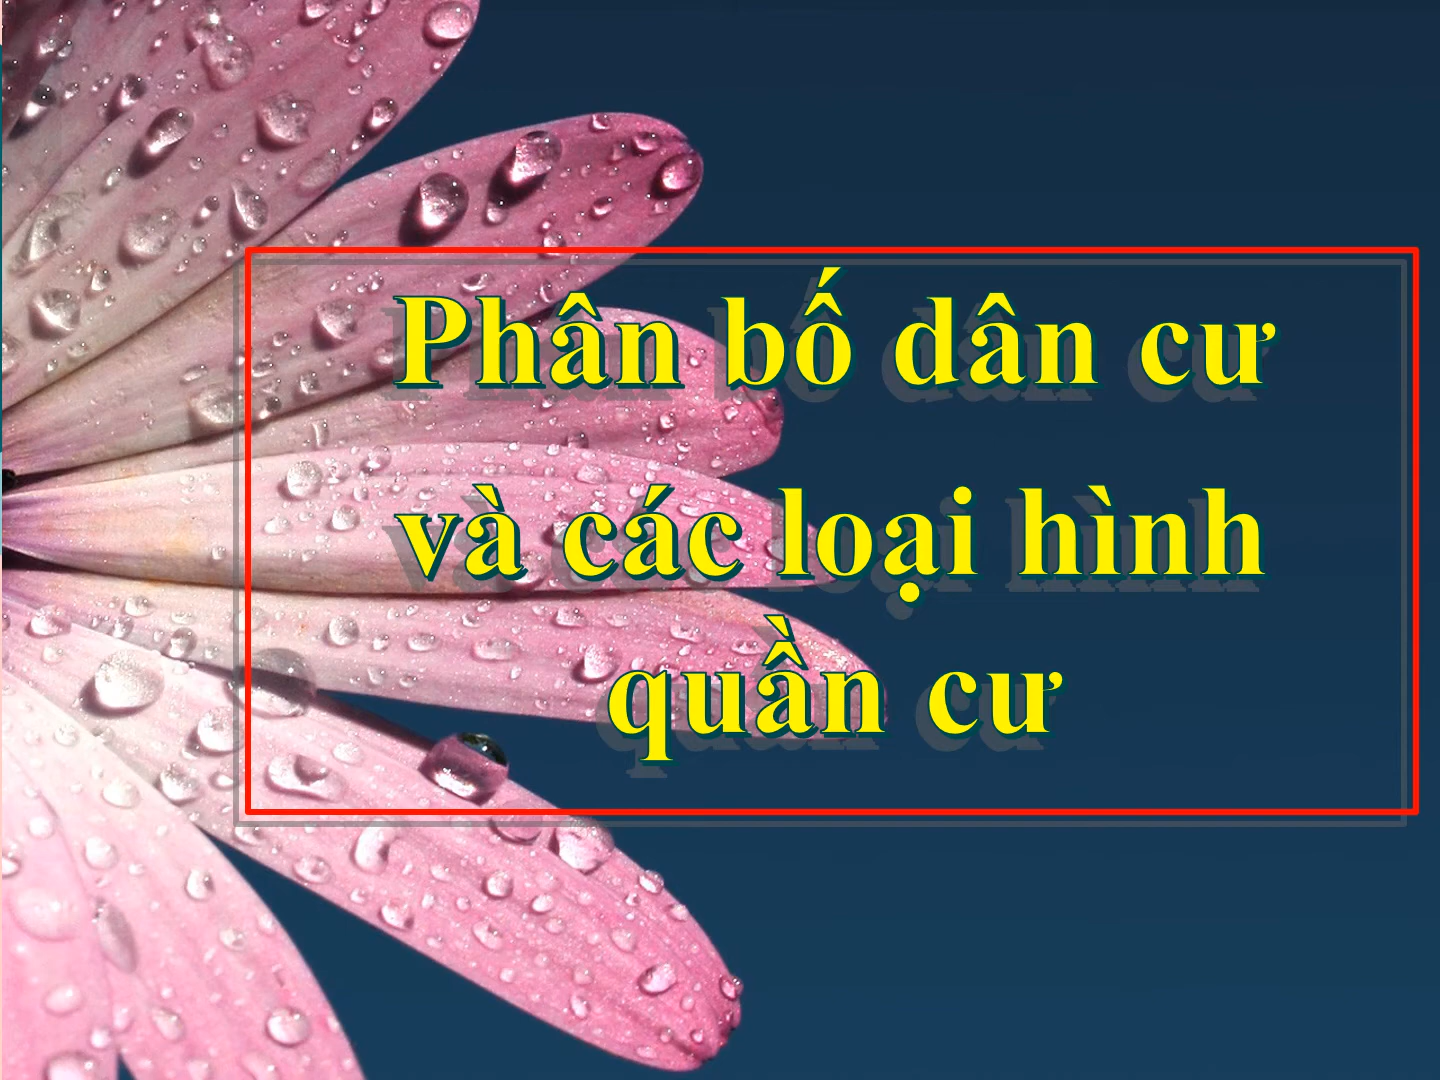 Phân bố dân cư
và các loại hình
quần cư